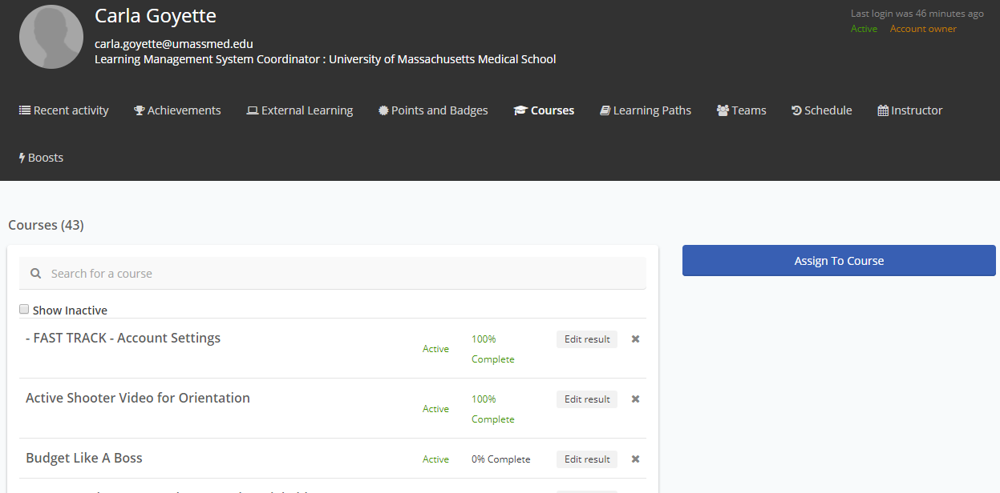 Carla Goyette
Last login was 46 minutes ago
Active Account owner
carla.goyette@umassmed.edu
Learning Management System Coordinator : University of Massachusetts Medical School
Recent activity Achievements External Learning Points and Badges Courses Learning Paths Teams Schedule Instructor
Boosts
Courses (43)
Assign To Course
Search for a course
Show Inactive
- FAST TRACK - Account Settings
Active
100%
Complete
Edit result
Active Shooter Video for Orientation
Active
100%
Complete
Edit result
Budget Like A Boss Active 0% Complete Edit result